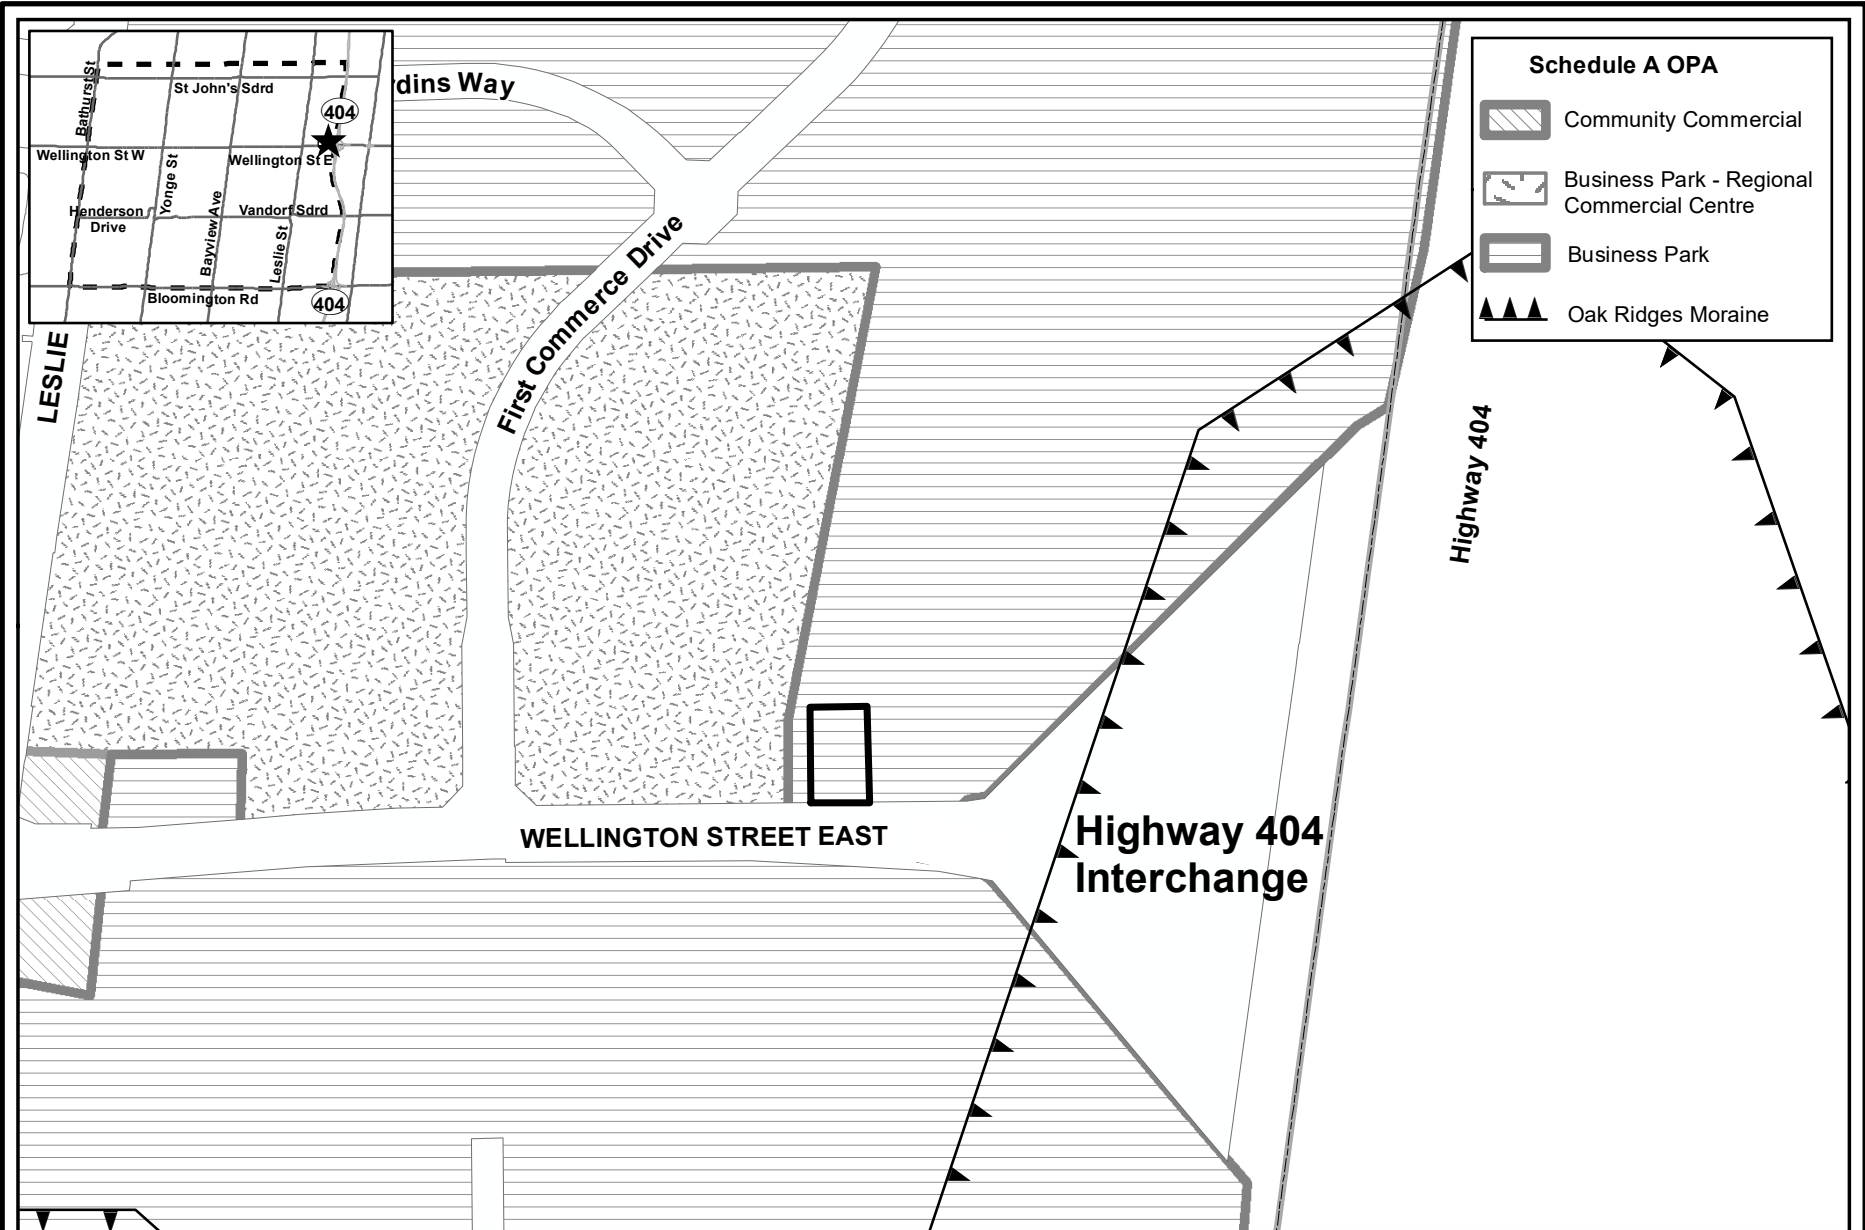 Bathurst St
St John's Sdrd
404
Wellington St W
Wellington St E
Yonge St
Henderson
Drive
Bayview Ave
Vandorf Sdrd
Leslie St
Bloomington Rd
404
rdins Way
Schedule A OPA
Community Commercial
Business Park - Regional
Commercial Centre
Business Park
Oak Ridges Moraine
First Commerce Drive
LESLIE
Highway 404
WELLINGTON STREET EAST
Highway 404
Interchange